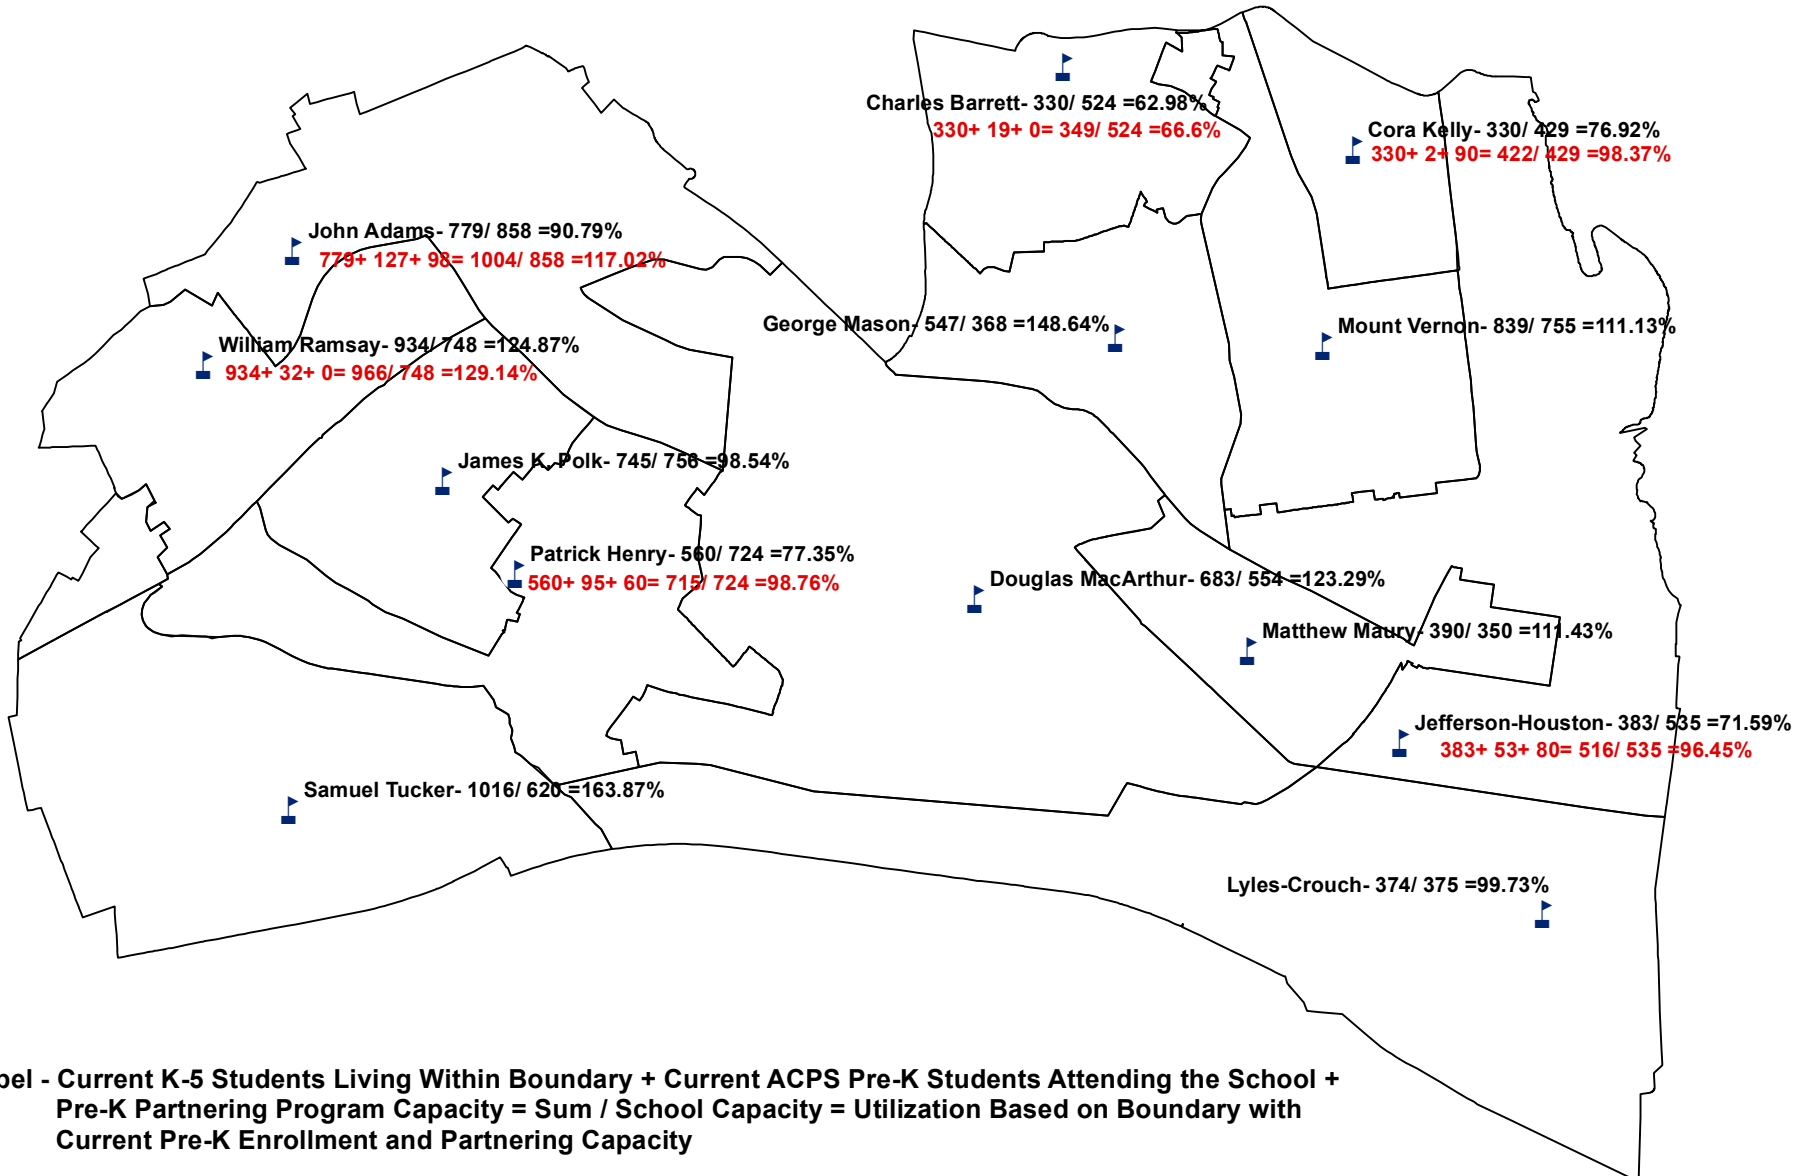 Charles Barrett- 330/ 524 =62.98%
330+ 19+ 0= 349/ 524 =66.6%
Cora Kelly- 330/ 429 =76.92%
330+ 2+ 90= 422/ 429 =98.37%
John Adams- 779/ 858 =90.79%
779+ 127+ 98= 1004/ 858 =117.02%
George Mason- 547/ 368 =148.64%
Mount Vernon- 839/ 755 =111.13%
William Ramsay- 934/ 748 =124.87%
934+ 32+ 0= 966/ 748 =129.14%
James K. Polk- 745/ 756 =98.54%
Patrick Henry- 560/ 724 =77.35%
560+ 95+ 60= 715/ 724 =98.76%
Douglas MacArthur- 683/ 554 =123.29%
Matthew Maury- 390/ 350 =111.43%
Jefferson-Houston- 383/ 535 =71.59%
383+ 53+ 80= 516/ 535 =96.45%
Samuel Tucker- 1016/ 620 =163.87%
Lyles-Crouch- 374/ 375 =99.73%
bel - Current K-5 Students Living Within Boundary + Current ACPS Pre-K Students Attending the School +
Pre-K Partnering Program Capacity = Sum / School Capacity = Utilization Based on Boundary with
Current Pre-K Enrollment and Partnering Capacity